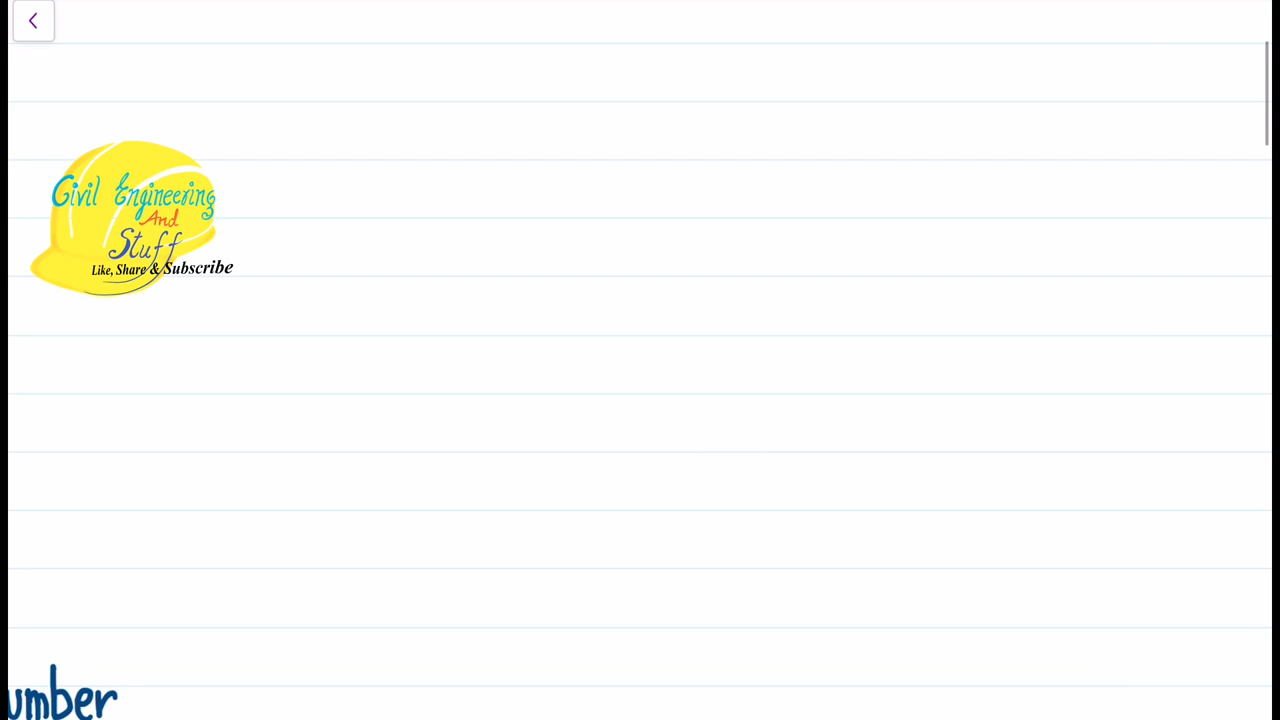 Civil Engineering
And
Stuff
Like, Share & Subscribe
umber